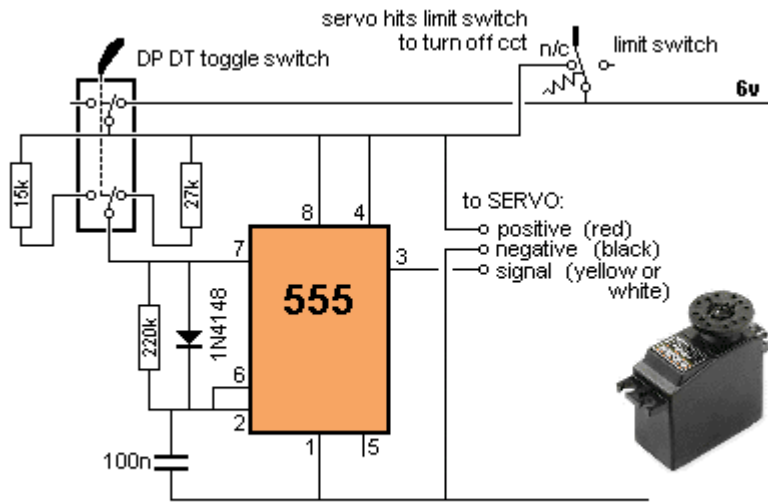 servo hits limit switch
to turn off cct
n/c
limit switch
DP DT toggle switch
6v
15k
27k
to SERVO:
positive (red)
negative (black)
signal (yellow or
white)
8
4
7
3
555
220k
1N4148
6
2
1
5
100n